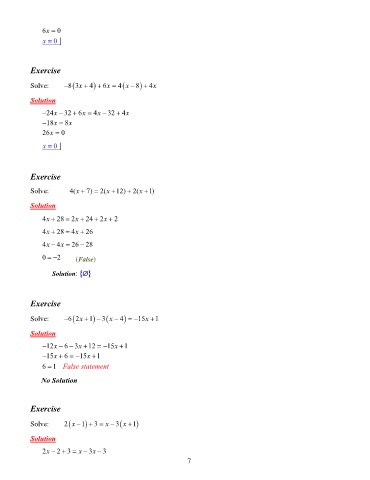 6x = 0
x = 0
Exercise
Solve: −8(3x + 4) + 6x = 4(x − 8) + 4x
Solution
−24x − 32 + 6x = 4x − 32 + 4x
−18x = 8x
26x = 0
x = 0
Exercise
Solve: 4(x + 7) = 2(x + 12) + 2(x + 1)
Solution
4x + 28 = 2x + 24 + 2x + 2
4x + 28 = 4x + 26
4x − 4x = 26 − 28
0 = −2 (False)
Solution: {∅}
Exercise
Solve: −6(2x + 1) − 3(x − 4) = −15x + 1
Solution
−12x − 6 − 3x + 12 = −15x + 1
−15x + 6 = −15x + 1
6 = 1 False statement
No Solution
Exercise
Solve: 2(x − 1) + 3 = x − 3(x + 1)
Solution
2x − 2 + 3 = x − 3x − 3
7